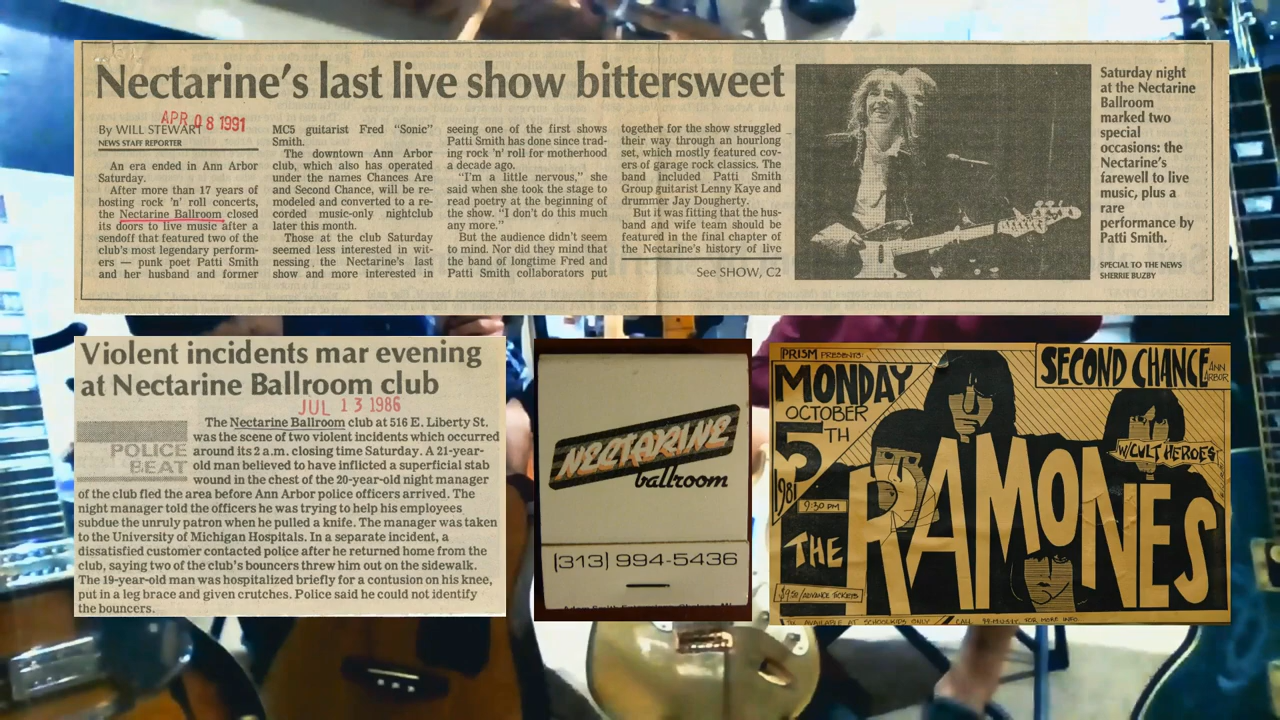 Nectarine's last live show bittersweet
APR 08 1991
By WILL STEWART
NEWS STAFF REPORTER
An era ended in Ann Arbor
Saturday.
After more than 17 years of
hosting rock 'n' roll concerts,
the Nectarine Ballroom closed
its doors to live music after a
sendoff that featured two of the
club's most legendary perform-
ers — punk poet Patti Smith
and her husband and former
MC5 guitarist Fred "Sonic"
Smith.
The downtown Ann Arbor
club, which also has operated
under the names Chances Are
and Second Chance, will be re-
modeled and converted to a re-
corded music-only nightclub
later this month.
Those at the club Saturday
seemed less interested in wit-
nessing the Nectarine's last
show and more interested in
seeing one of the first shows
Patti Smith has done since trad-
ing rock 'n' roll for motherhood
a decade ago.
"I'm a little nervous," she
said when she took the stage to
read poetry at the beginning of
the show. "I don't do this much
any more."
But the audience didn't seem
to mind. Nor did they mind that
the band of longtime Fred and
Patti Smith collaborators put
together for the show struggled
their way through an hourlong
set, which mostly featured cov-
ers of garage rock classics. The
band included Patti Smith
Group guitarist Lenny Kaye and
drummer Jay Dougherty.
But it was fitting that the hus-
band and wife team should be
featured in the final chapter of
the Nectarine's history of live
See SHOW, C2
Saturday night
at the Nectarine
Ballroom
marked two
special
occasions: the
Nectarine's
farewell to live
music, plus a
rare
performance by
Patti Smith.
SPECIAL TO THE NEWS
SHERRIE BUZBY
Violent incidents mar evening
at Nectarine Ballroom club
JUL 13 1986
POLICE
BEAT
The Nectarine Ballroom club at 516 E. Liberty St.
was the scene of two violent incidents which occurred
around its 2 a.m. closing time Saturday. A 21-year-
old man believed to have inflicted a superficial stab
wound in the chest of the 20-year-old night manager
of the club fled the area before Ann Arbor police officers arrived. The
night manager told the officers he was trying to help his employees
subdue the unruly patron when he pulled a knife. The manager was taken
to the University of Michigan Hospitals. In a separate incident, a
dissatisfied customer contacted police after he returned home from the
club, saying two of the club's bouncers threw him out on the sidewalk.
The 19-year-old man was hospitalized briefly for a contusion on his knee,
put in a leg brace and given crutches. Police said he could not identify
the bouncers.
NECTARINE
ballroom
(313) 994-5436
PRISM PRESENTS:
MONDAY
OCTOBER
5TH
1981
9:30 PM
SECOND CHANCE
ANN
ARBOR
W/CULT HEROES
THE RAMONES
$9.50/ADVANCE TICKETS
AVAILABLE AT SCHOOLKIDS ONLY / CALL
FOR MORE INFO.